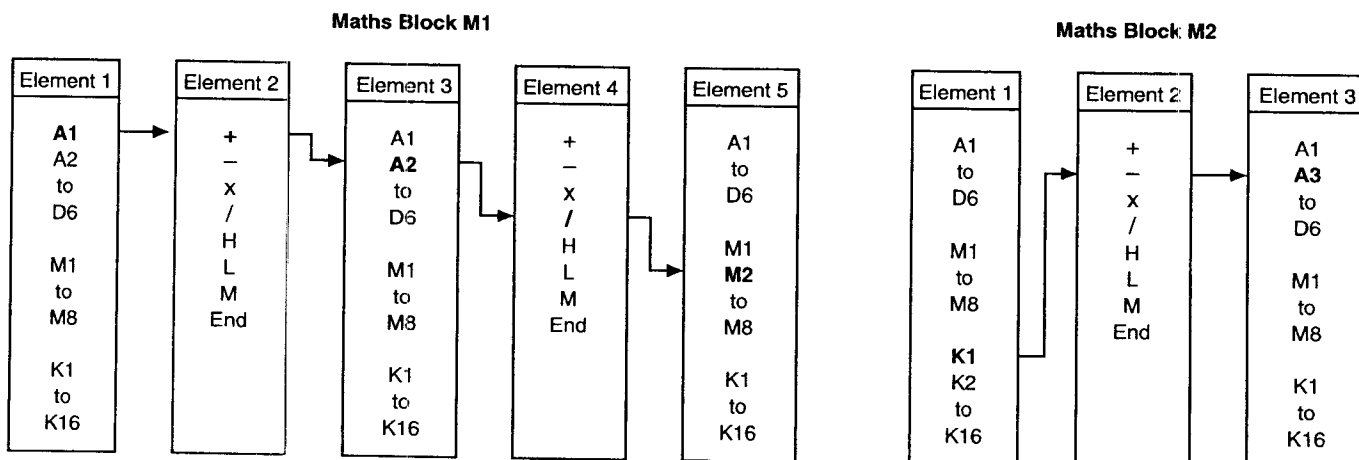 Maths Block M1
Element 1
A1
A2
to
D6
M1
to
M8
K1
to
K16
Element 2
+
–
x
/
H
L
M
End
Element 3
A1
A2
to
D6
M1
to
M8
K1
to
K16
Element 4
+
–
x
/
H
L
M
End
Element 5
A1
to
D6
M1
M2
to
M8
K1
to
K16
Maths Block M2
Element 1
A1
to
D6
M1
to
M8
K1
K2
to
K16
Element 2
+
–
x
/
H
L
M
End
Element 3
A1
A3
to
D6
M1
to
M8
K1
to
K16